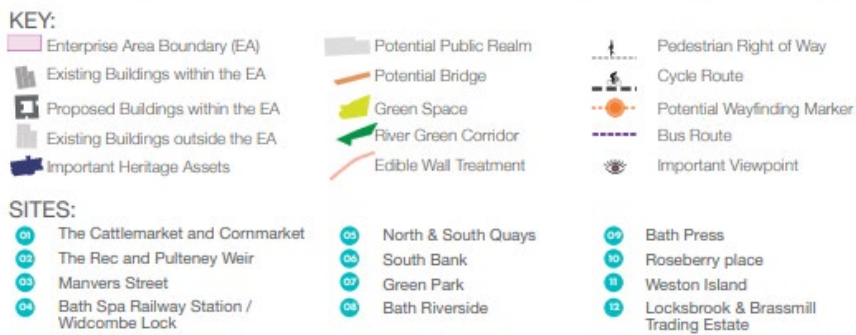 KEY:
Enterprise Area Boundary (EA)
Existing Buildings within the EA
Proposed Buildings within the EA
Existing Buildings outside the EA
Important Heritage Assets
Potential Public Realm
Potential Bridge
Green Space
River Green Corridor
Edible Wall Treatment
Pedestrian Right of Way
Cycle Route
Potential Wayfinding Marker
Bus Route
Important Viewpoint
SITES:
01 The Cattlemarket and Cornmarket
02 The Rec and Pulteney Weir
03 Manvers Street
04 Bath Spa Railway Station /
Widcombe Lock
05 North & South Quays
06 South Bank
07 Green Park
08 Bath Riverside
09 Bath Press
10 Roseberry place
11 Weston Island
12 Locksbrook & Brassmill
Trading Estate